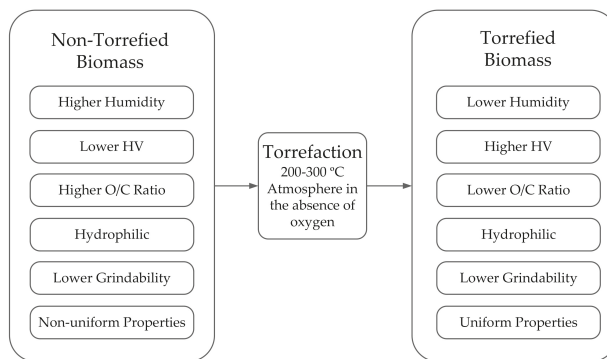 Non-Torrefied
Biomass
Higher Humidity
Lower HV
Higher O/C Ratio
Hydrophilic
Lower Grindability
Non-uniform Properties
Torrefaction
200-300 ºC
Atmosphere in
the absence of
oxygen
Torrefied
Biomass
Lower Humidity
Higher HV
Lower O/C Ratio
Hydrophilic
Lower Grindability
Uniform Properties